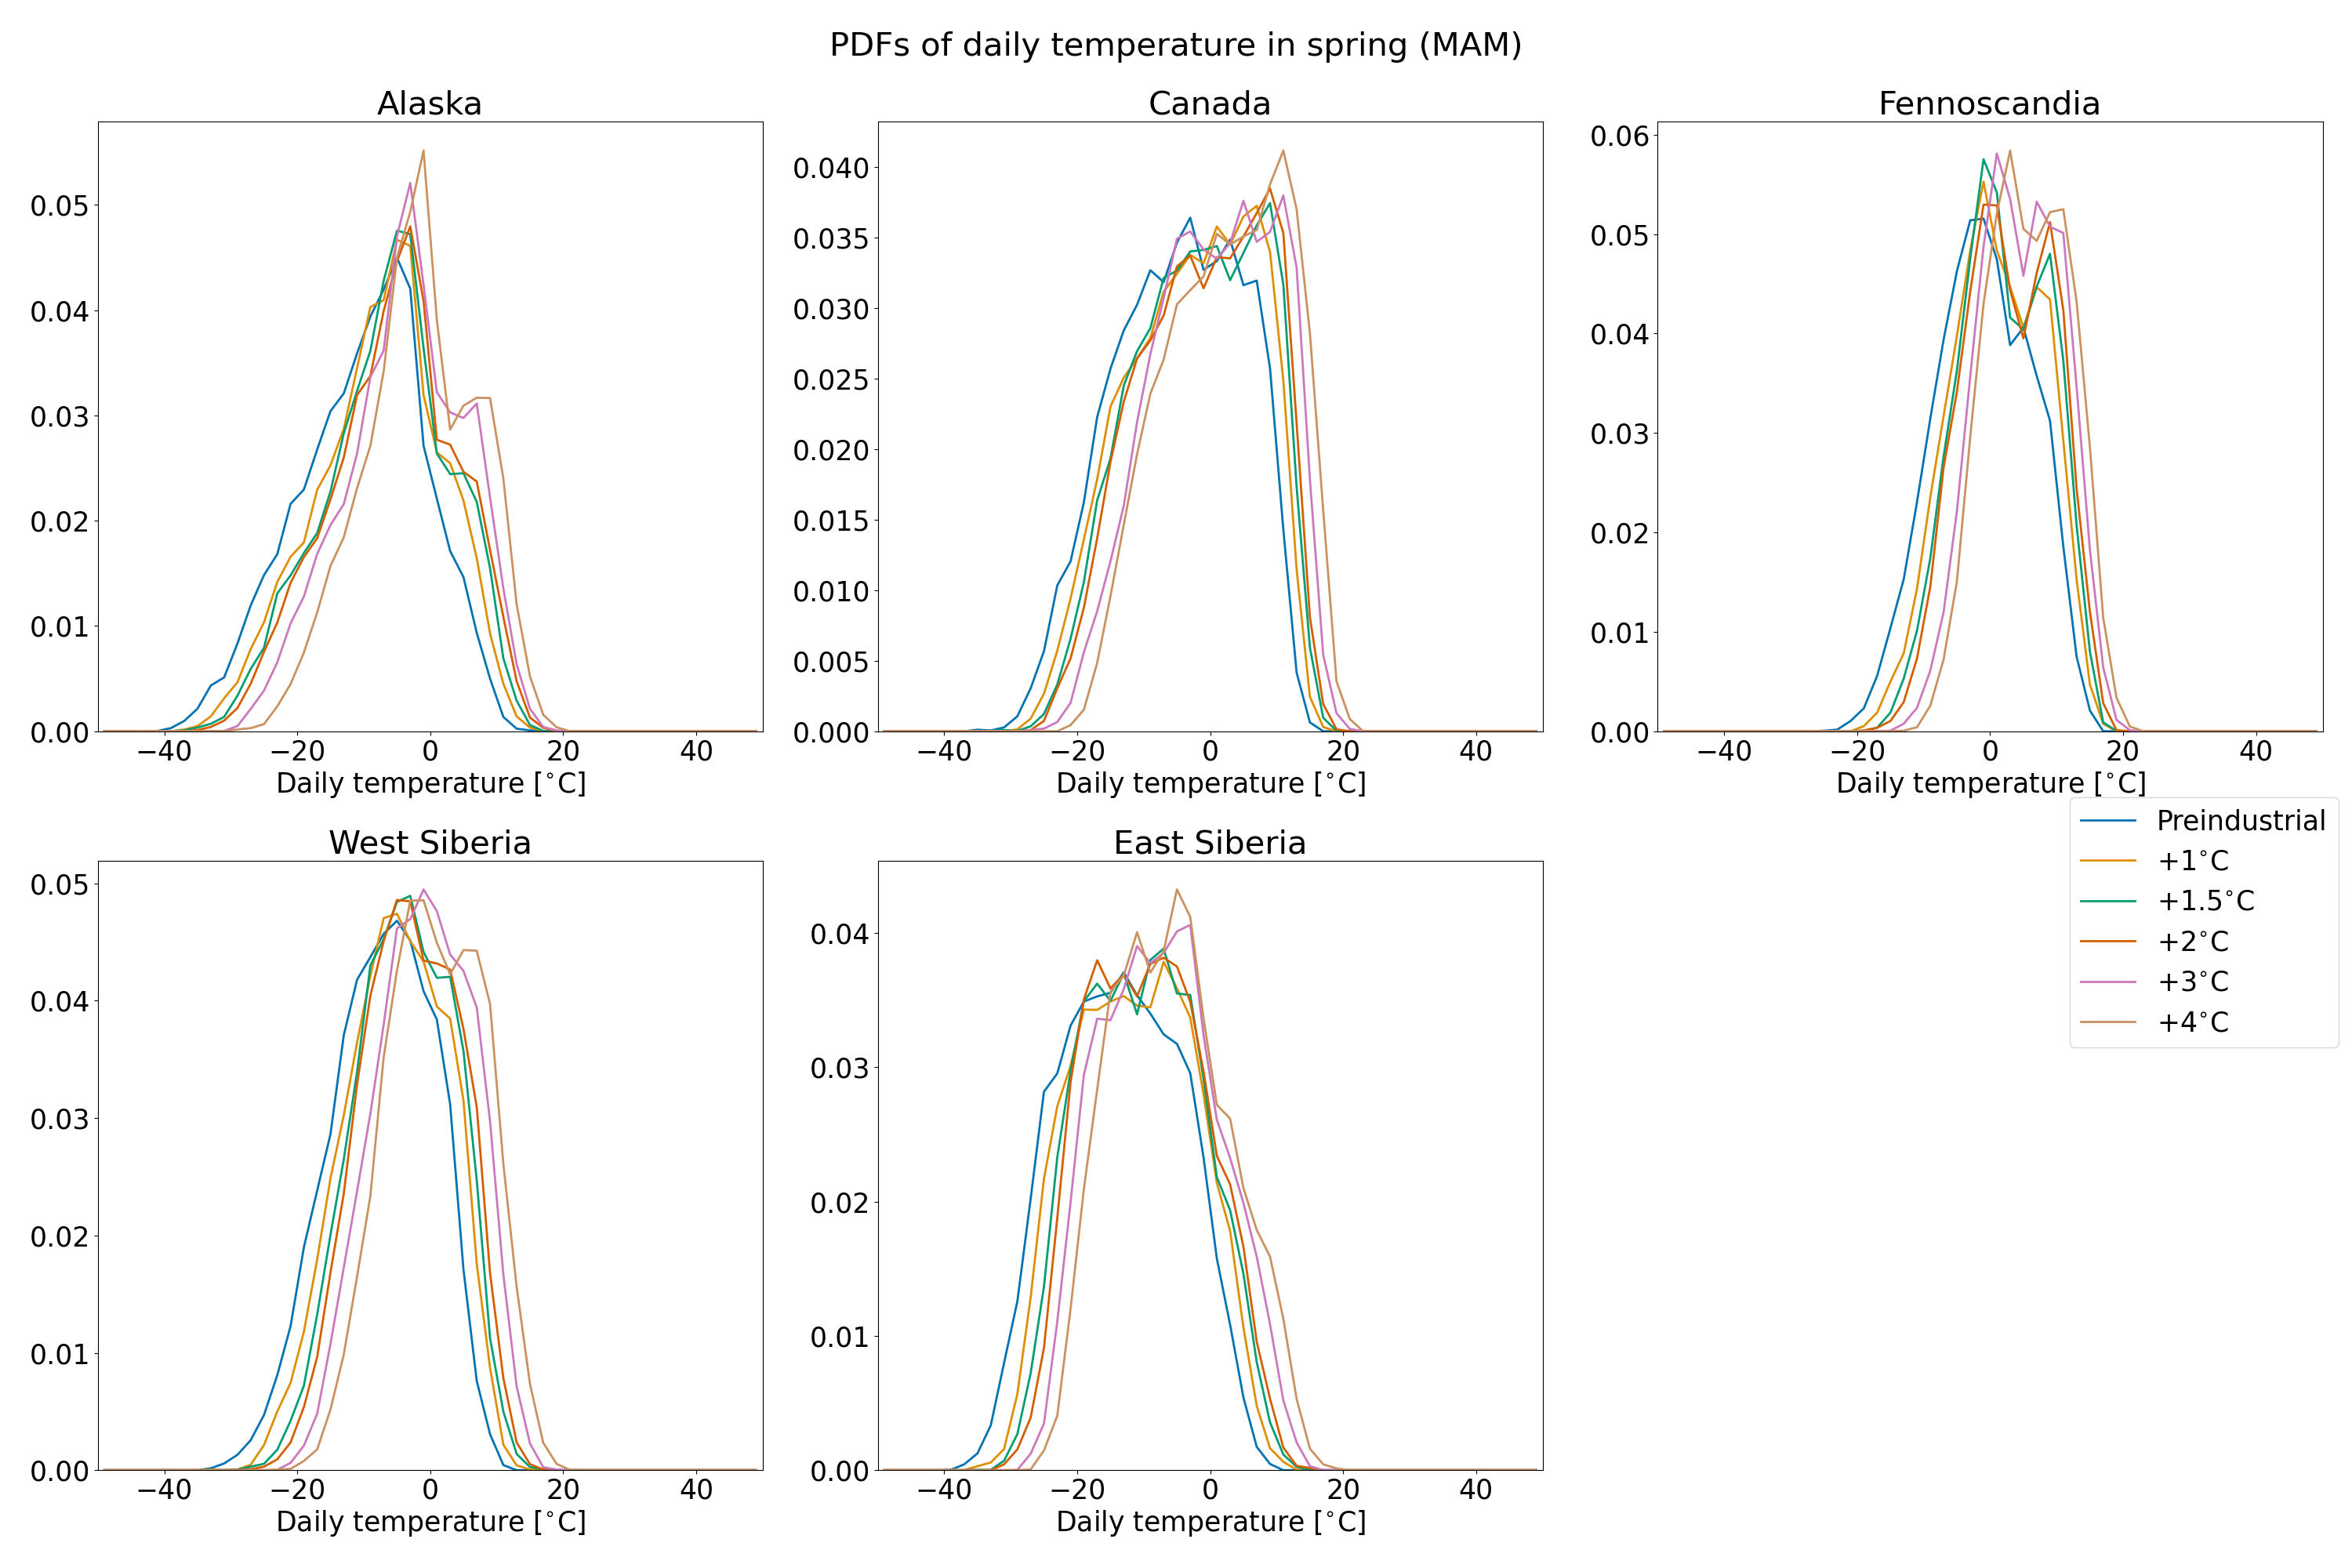 PDFs of daily temperature in spring (MAM)
Alaska
0.05
0.04
0.03
0.02
0.01
0.00
−40 −20 0 20 40
Daily temperature [°C]
Canada
0.040
0.035
0.030
0.025
0.020
0.015
0.010
0.005
0.000
−40 −20 0 20 40
Daily temperature [°C]
Fennoscandia
0.06
0.05
0.04
0.03
0.02
0.01
0.00
−40 −20 0 20 40
Daily temperature [°C]
Preindustrial
+1°C
+1.5°C
+2°C
+3°C
+4°C
West Siberia
0.05
0.04
0.03
0.02
0.01
0.00
−40 −20 0 20 40
Daily temperature [°C]
East Siberia
0.04
0.03
0.02
0.01
0.00
−40 −20 0 20 40
Daily temperature [°C]